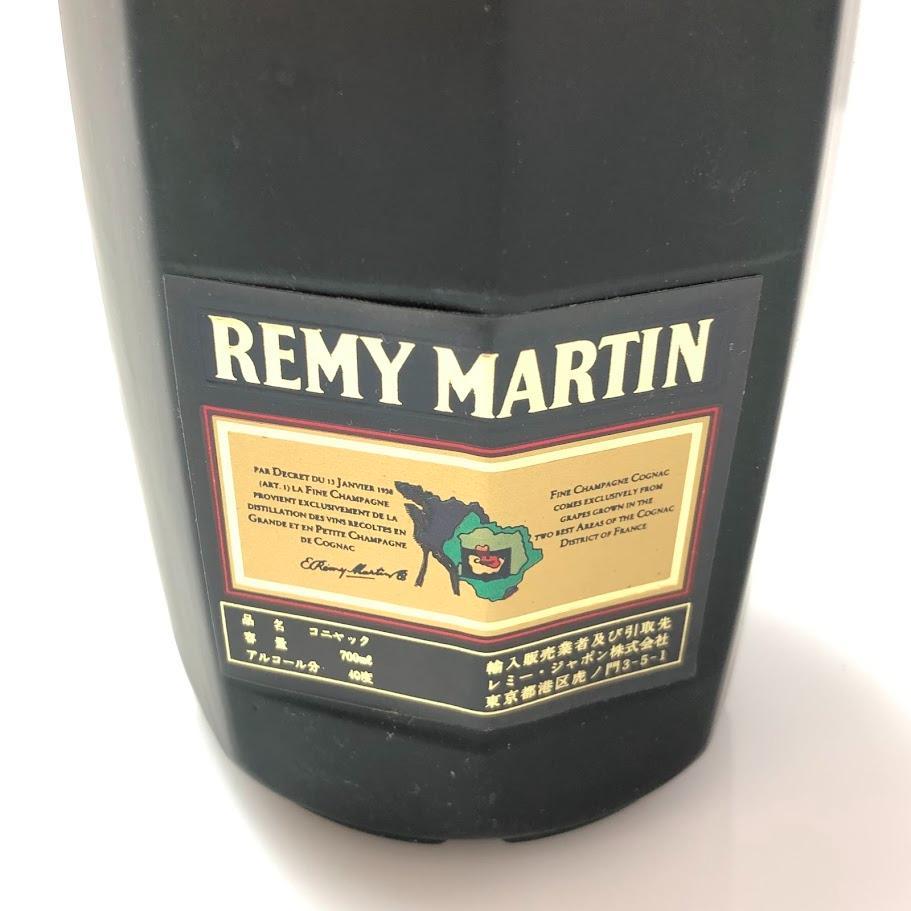 REMY MARTIN
PAR DECRET DU 13 JANVIER 1938
(ART. 1) LA FINE CHAMPAGNE
PROVIENT EXCLUSIVEMENT DE LA
DISTILLATION DES VINS RECOLTES EN
GRANDE ET EN PETITE CHAMPAGNE
DE COGNAC
E. Remy Martin
FINE CHAMPAGNE COGNAC
COMES EXCLUSIVELY FROM
GRAPES GROWN IN THE
TWO BEST AREAS OF THE COGNAC
DISTRICT OF FRANCE
品名 コニャック
容量 700ml
アルコール分 40度
輸入販売業者及び引取先
レミー・ジャポン株式会社
東京都港区虎ノ門3-5-1